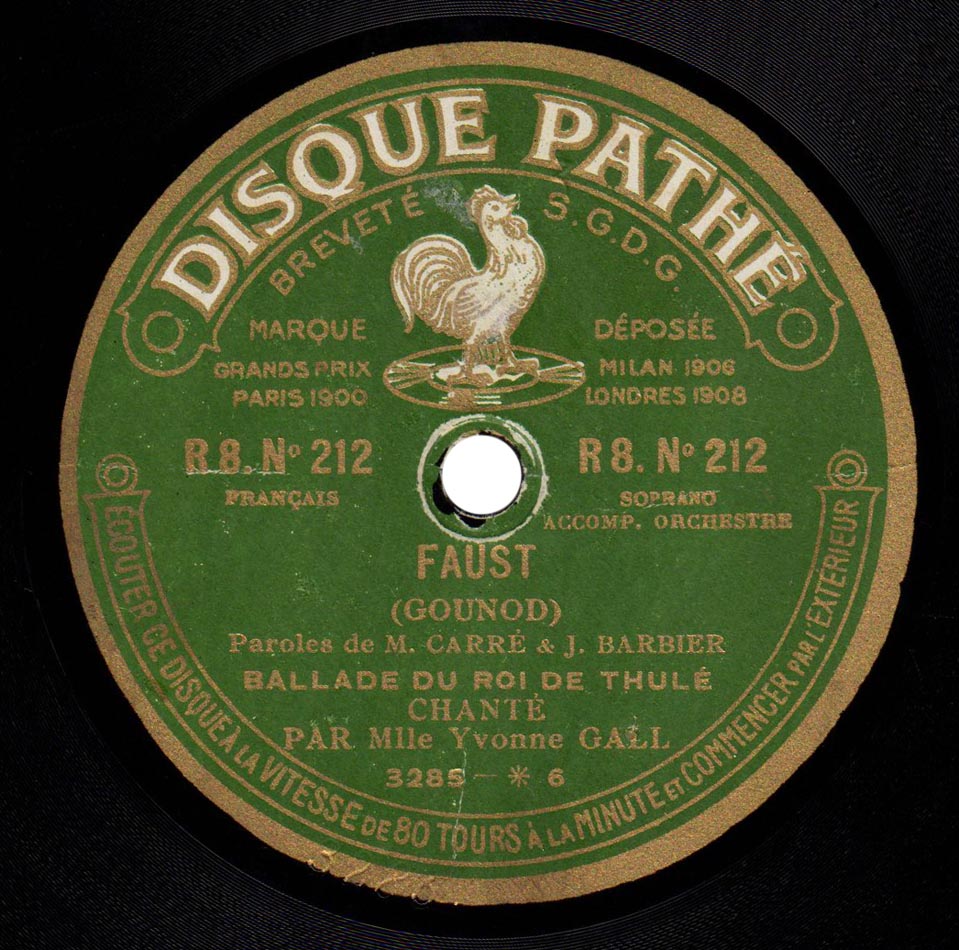 DISQUE PATHÉ
BREVETÉ S.G.D.G.
MARQUE DÉPOSÉE
GRANDS PRIX MILAN 1906
PARIS 1900 LONDRES 1908
R 8. No 212 R 8. No 212
FRANÇAIS SOPRANO
ACCOMP. ORCHESTRE
FAUST
(GOUNOD)
Paroles de M. CARRÉ & J. BARBIER
BALLADE DU ROI DE THULÉ
CHANTÉ
PAR Mlle Yvonne GALL
3285 — * 6
ÉCOUTER CE DISQUE À LA VITESSE DE 80 TOURS À LA MINUTE ET COMMENCER PAR L'EXTÉRIEUR